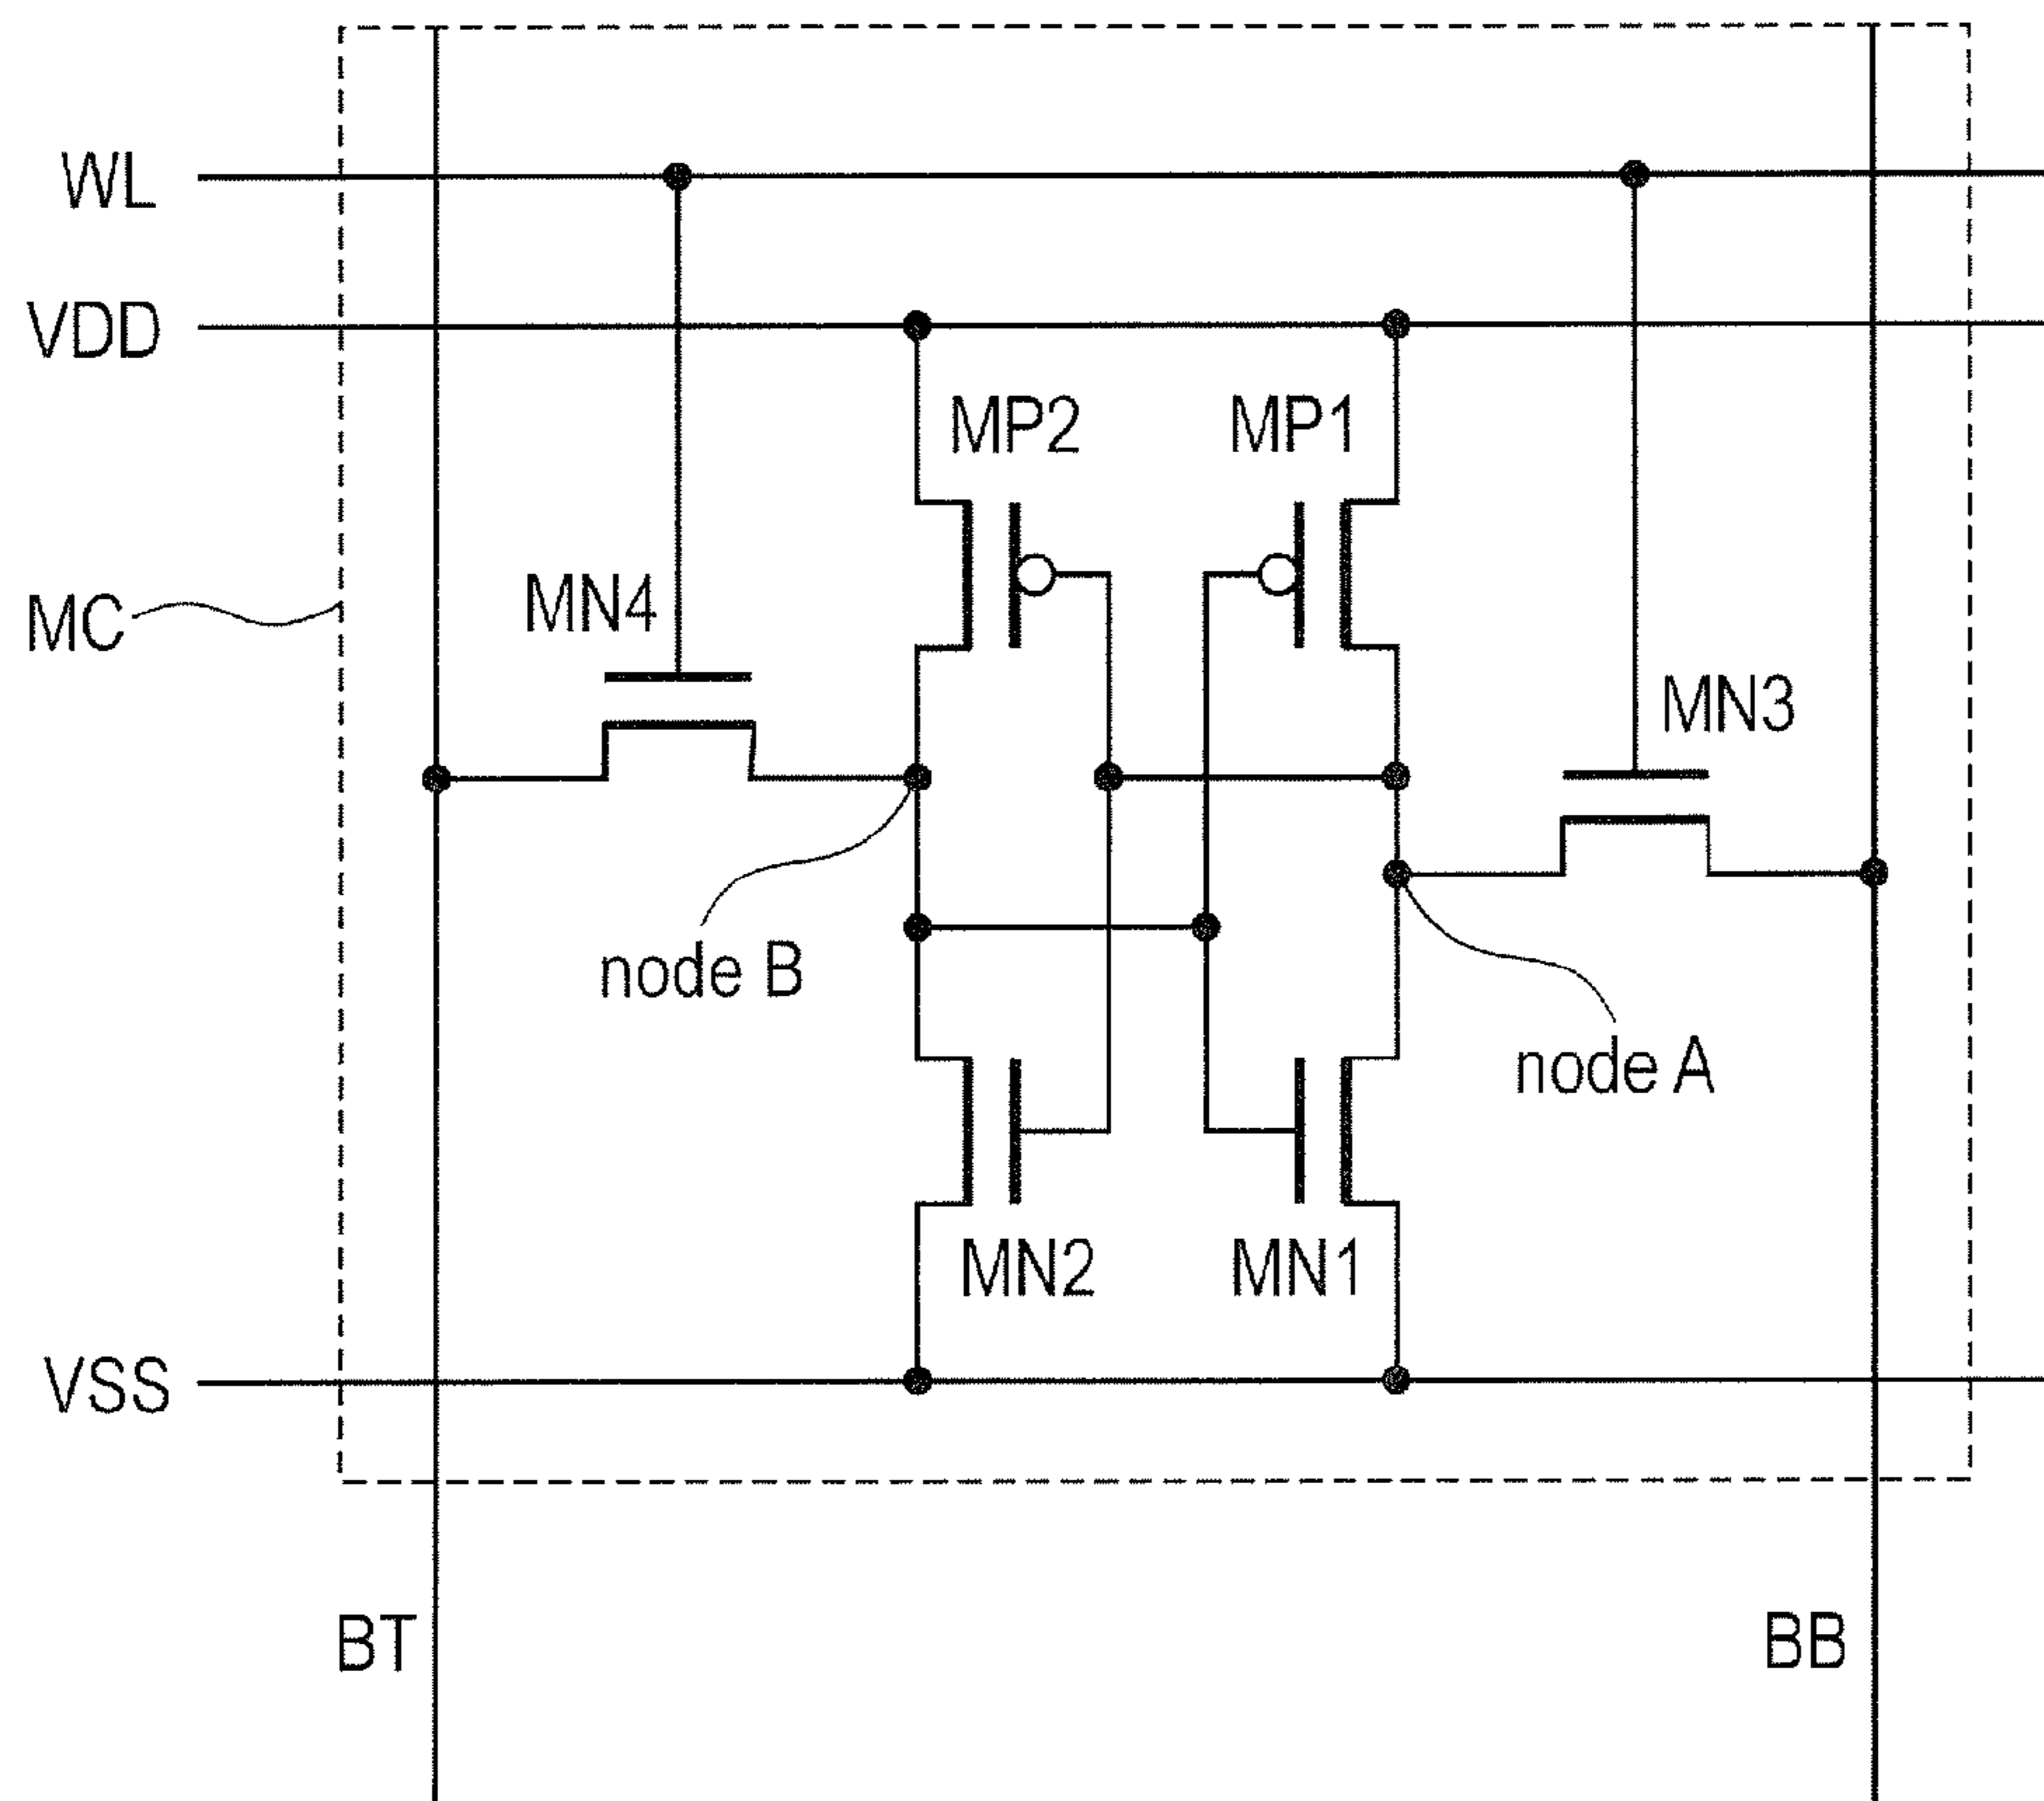 WL
VDD
MP2
MP1
MN4
MC
MN3
node B
node A
MN2
MN1
VSS
BT
BB